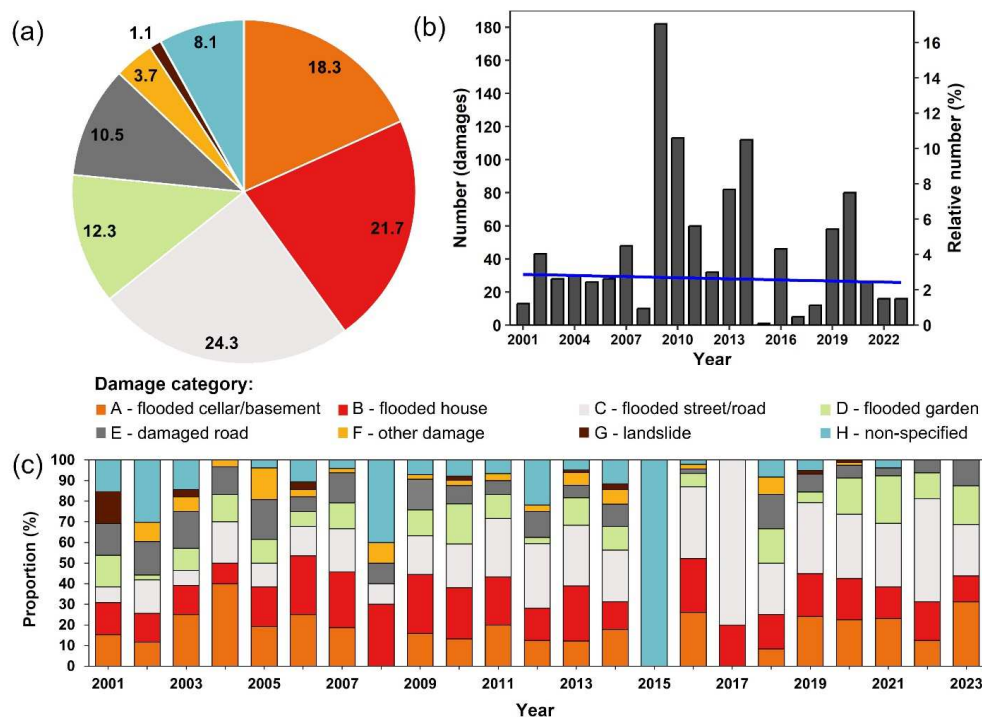 (a)
1.1
8.1
18.3
3.7
10.5
12.3
21.7
24.3
(b)
Number (damages)
180
160
140
120
100
80
60
40
20
0
2001 2004 2007 2010 2013 2016 2019 2022
Year
16
14
12
10
8
6
4
2
0
Relative number (%)
Damage category:
A - flooded cellar/basement B - flooded house C - flooded street/road D - flooded garden
E - damaged road F - other damage G - landslide H - non-specified
(c)
Proportion (%)
100
90
80
70
60
50
40
30
20
10
0
2001 2003 2005 2007 2009 2011 2013 2015 2017 2019 2021 2023
Year